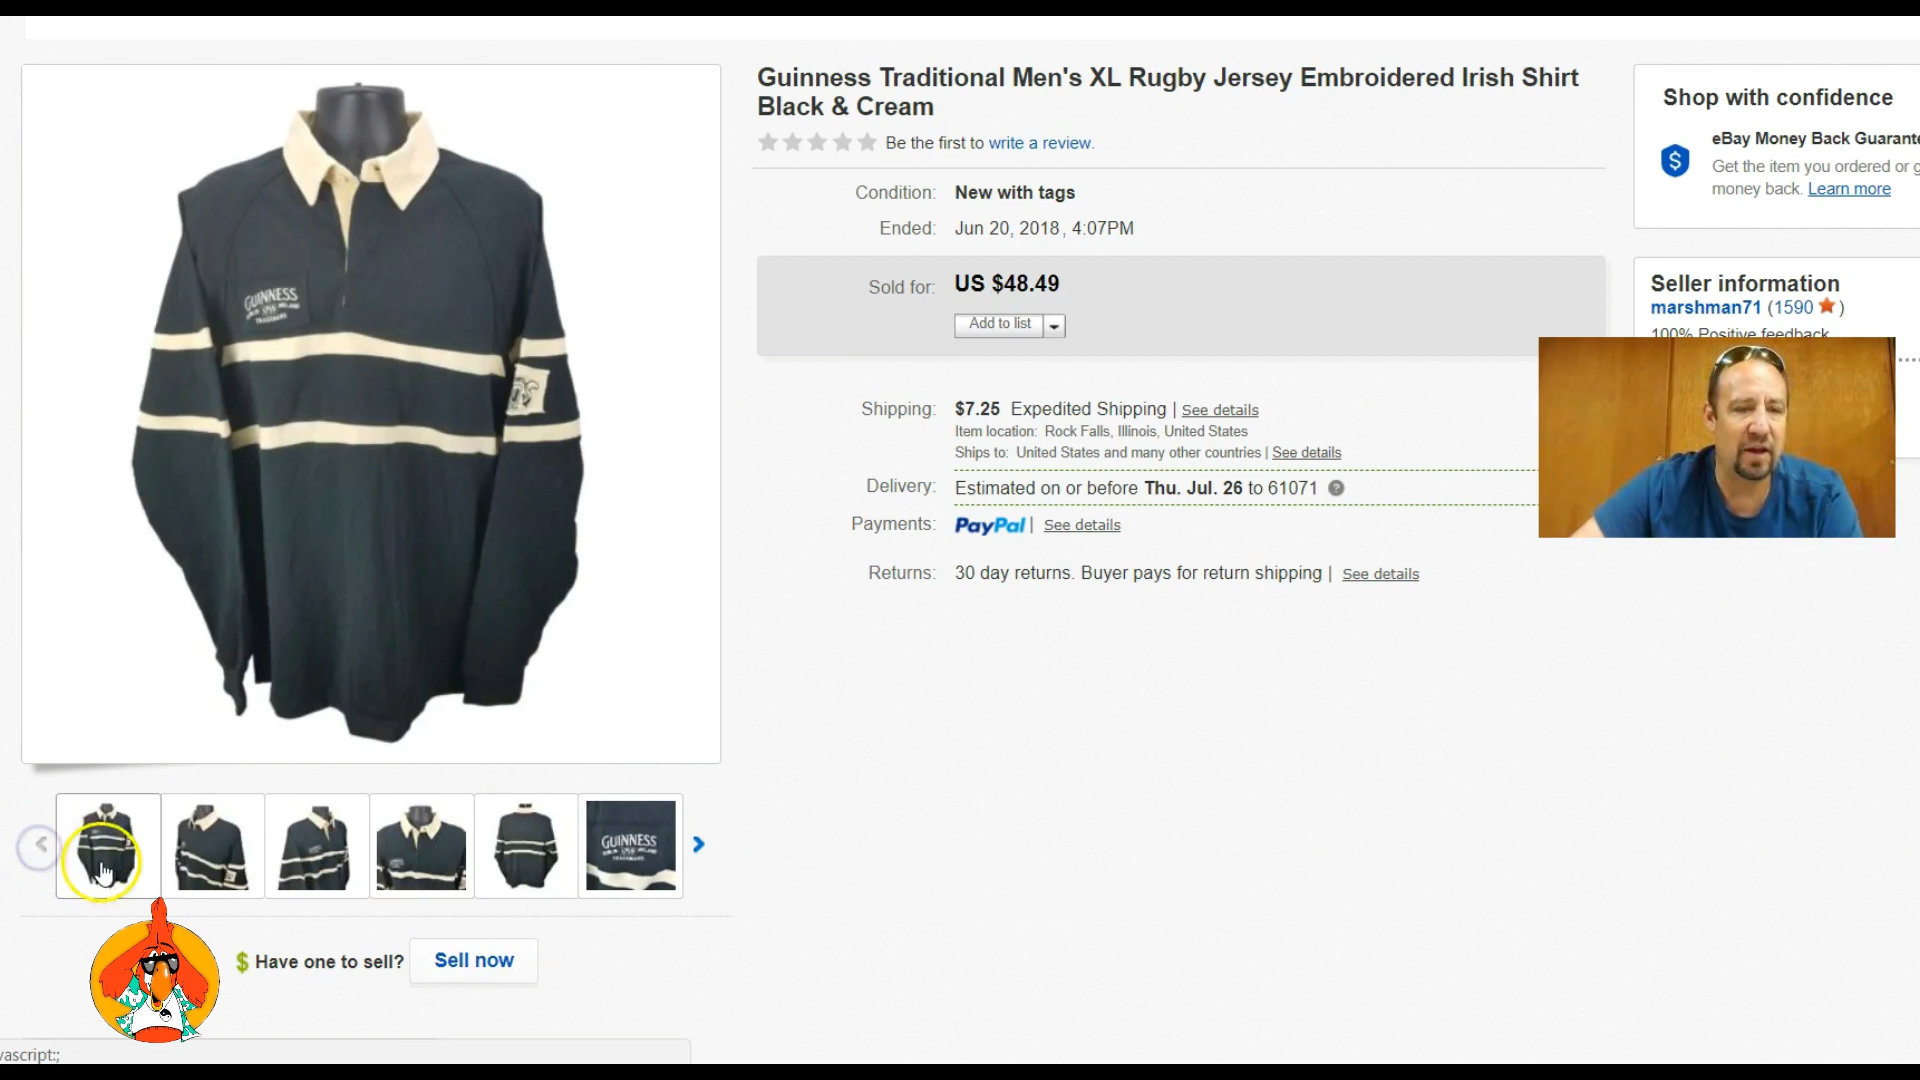 Guinness Traditional Men's XL Rugby Jersey Embroidered Irish Shirt
Black & Cream
Be the first to write a review.
Condition: New with tags
Ended: Jun 20, 2018, 4:07PM
Sold for: US $48.49
Add to list
Shipping: $7.25 Expedited Shipping | See details
Item location: Rock Falls, Illinois, United States
Ships to: United States and many other countries | See details
Delivery: Estimated on or before Thu. Jul. 26 to 61071
Payments: PayPal | See details
Returns: 30 day returns. Buyer pays for return shipping | See details
Shop with confidence
eBay Money Back Guarante
Get the item you ordered or g
money back. Learn more
Seller information
marshman71 (1590 )
100% Positive feedback
GUINNESS
TRADEMARK
GUINNESS
$ Have one to sell? Sell now
vascript:;